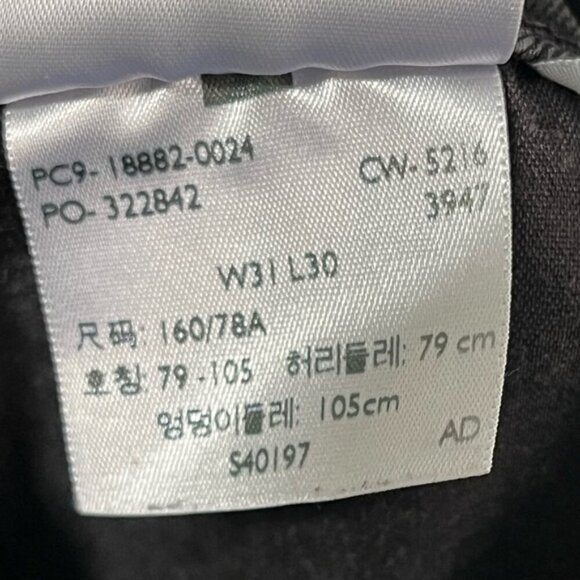 PC9-18882-0024
PO-322842
CW-5216
3947
W31 L30
尺码: 160/78A
호칭 79-105 허리둘레: 79 cm
엉덩이둘레: 105cm
S40197
AD